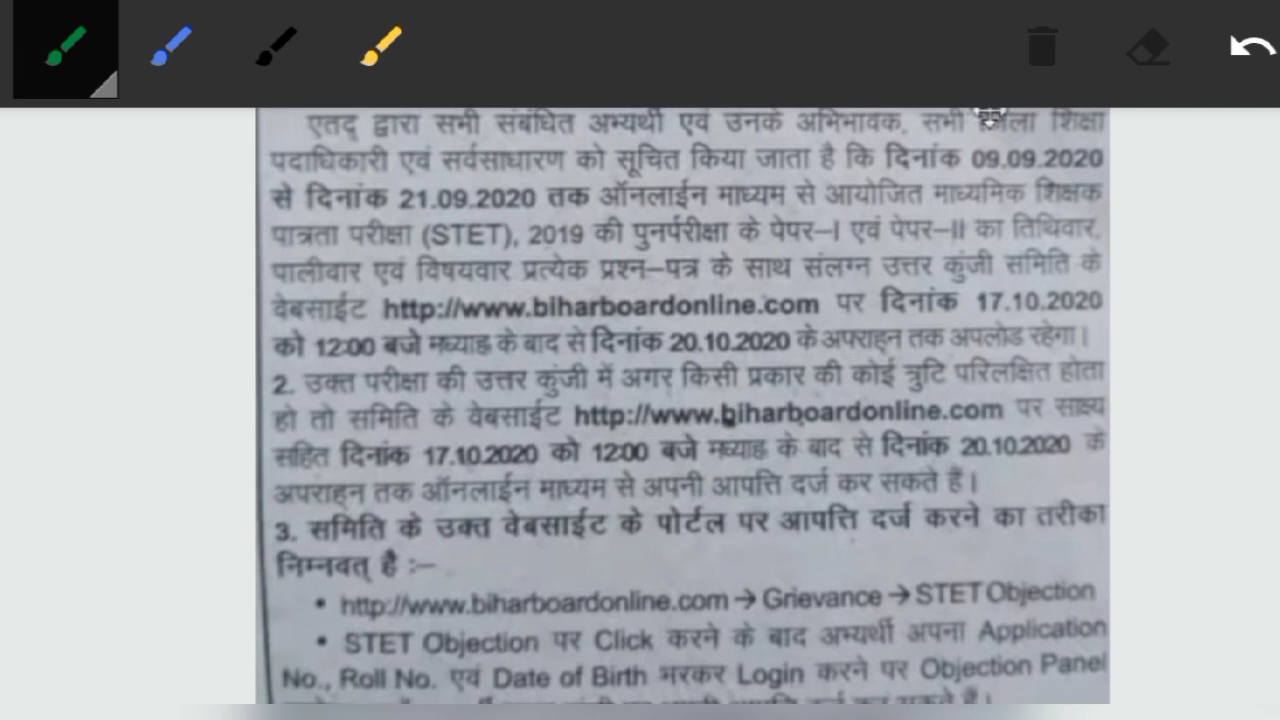 एतद् द्वारा सभी संबंधित अभ्यर्थी एवं उनके अभिभावक, सभी शिक्षा
पदाधिकारी एवं सर्वसाधारण को सूचित किया जाता है कि दिनांक 09.09.2020
से दिनांक 21.09.2020 तक ऑनलाईन माध्यम से आयोजित माध्यमिक शिक्षक
पात्रता परीक्षा (STET), 2019 की पुनर्परीक्षा के पेपर–I एवं पेपर–II का तिथिवार,
पालीवार एवं विषयवार प्रत्येक प्रश्न–पत्र के साथ संलग्न उत्तर कुंजी समिति के
वेबसाईट http://www.biharboardonline.com पर दिनांक 17.10.2020
को 12:00 बजे मध्याह्न के बाद से दिनांक 20.10.2020 के अपराह्न तक अपलोड रहेगा।
2. उक्त परीक्षा की उत्तर कुंजी में अगर किसी प्रकार की कोई त्रुटि परिलक्षित होता
हो तो समिति के वेबसाईट http://www.biharboardonline.com पर साक्ष्य
सहित दिनांक 17.10.2020 को 12:00 बजे मध्याह्न के बाद से दिनांक 20.10.2020 के
अपराह्न तक ऑनलाईन माध्यम से अपनी आपत्ति दर्ज कर सकते हैं।
3. समिति के उक्त वेबसाईट के पोर्टल पर आपत्ति दर्ज करने का तरीका
निम्नवत् है :–
• http://www.biharboardonline.com → Grievance → STET Objection
• STET Objection पर Click करने के बाद अभ्यर्थी अपना Application
No., Roll No. एवं Date of Birth भरकर Login करने पर Objection Panel